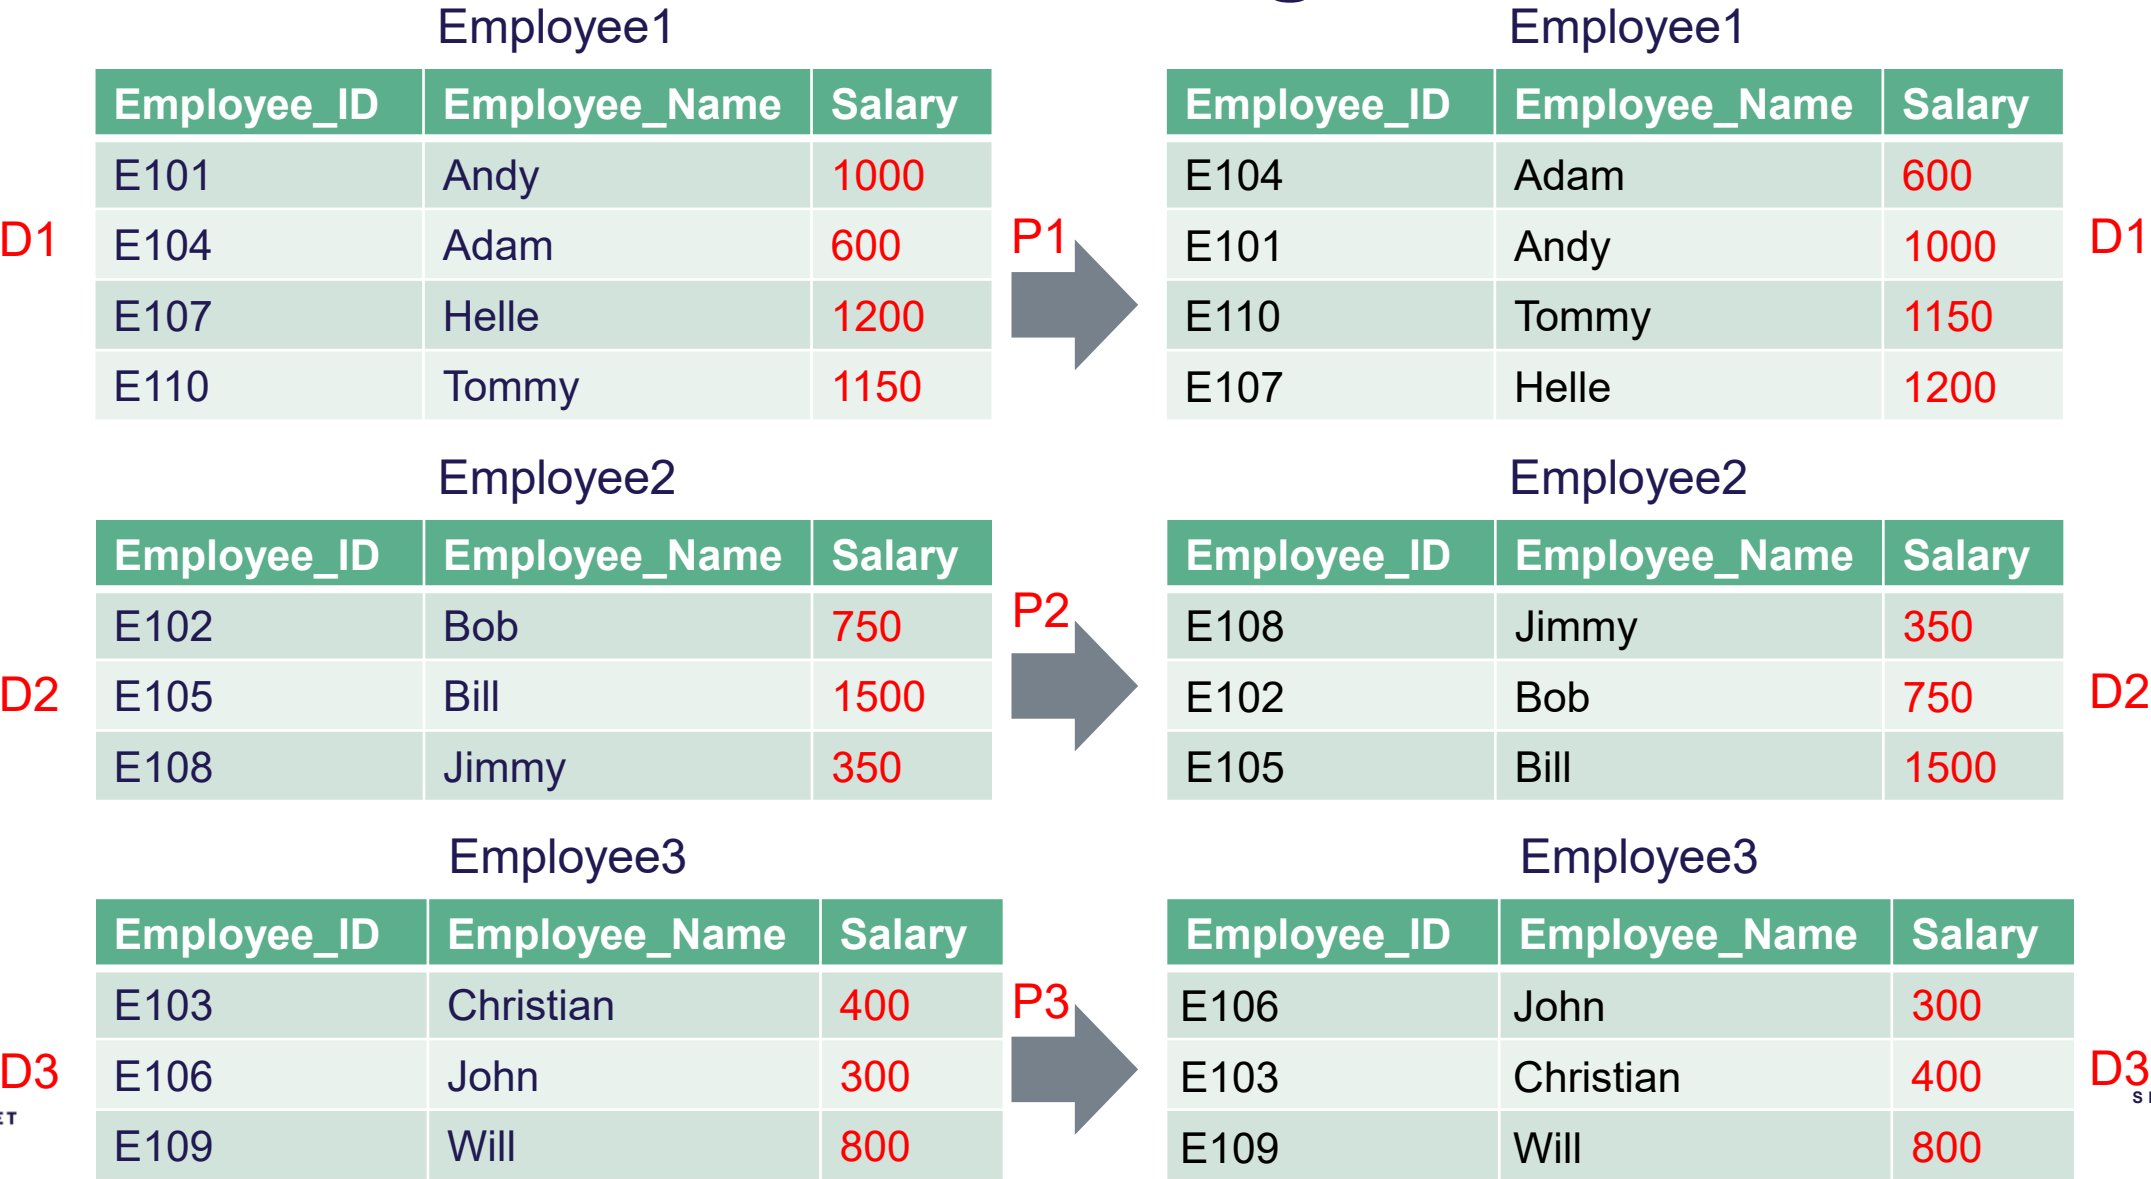 Employee1 Employee1
Employee_ID Employee_Name Salary Employee_ID Employee_Name Salary
E101 Andy 1000 E104 Adam 600
D1 E104 Adam 600 P1 E101 Andy 1000 D1
E107 Helle 1200 E110 Tommy 1150
E110 Tommy 1150 E107 Helle 1200
Employee2 Employee2
Employee_ID Employee_Name Salary Employee_ID Employee_Name Salary
E102 Bob 750 P2 E108 Jimmy 350
D2 E105 Bill 1500 E102 Bob 750 D2
E108 Jimmy 350 E105 Bill 1500
Employee3 Employee3
Employee_ID Employee_Name Salary Employee_ID Employee_Name Salary
E103 Christian 400 P3 E106 John 300
D3 E106 John 300 E103 Christian 400 D3
E109 Will 800 E109 Will 800